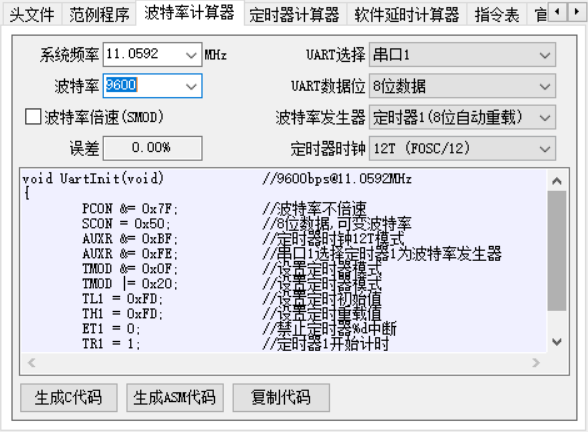 头文件 范例程序 波特率计算器 定时器计算器 软件延时计算器 指令表
系统频率 11.0592 MHz UART选择 串口1
波特率 9600 UART数据位 8位数据
波特率倍速(SMOD) 波特率发生器 定时器1(8位自动重载)
误差 0.00% 定时器时钟 12T (FOSC/12)
void UartInit(void) //9600bps@11.0592MHz
{
PCON &= 0x7F; //波特率不倍速
SCON = 0x50; //8位数据,可变波特率
AUXR &= 0xBF; //定时器时钟12T模式
AUXR &= 0xFE; //串口1选择定时器1为波特率发生器
TMOD &= 0x0F; //设置定时器模式
TMOD |= 0x20; //设置定时器模式
TL1 = 0xFD; //设置定时初始值
TH1 = 0xFD; //设置定时重载值
ET1 = 0; //禁止定时器%d中断
TR1 = 1; //定时器1开始计时
生成C代码 生成ASM代码 复制代码